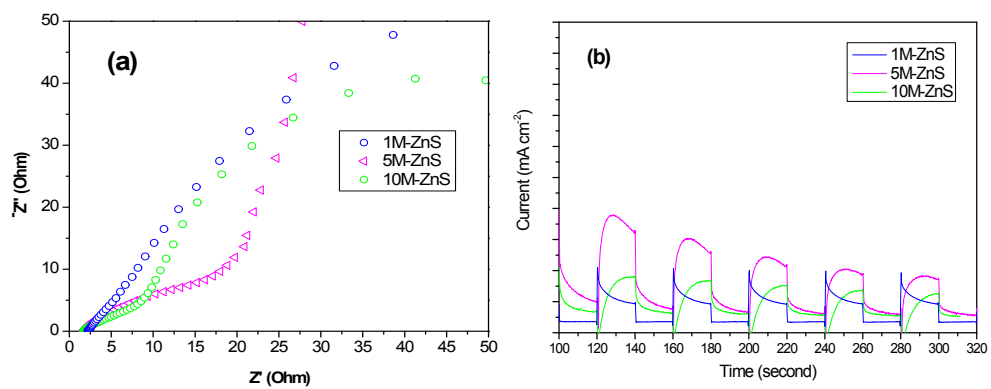 (a)
50
40
30
20
10
0
-Z'' (Ohm)
1M-ZnS
5M-ZnS
10M-ZnS
0 5 10 15 20 25 30 35 40 45 50
Z' (Ohm)
(b)
Current (mA cm-2)
1M-ZnS
5M-ZnS
10M-ZnS
100 120 140 160 180 200 220 240 260 280 300 320
Time (second)